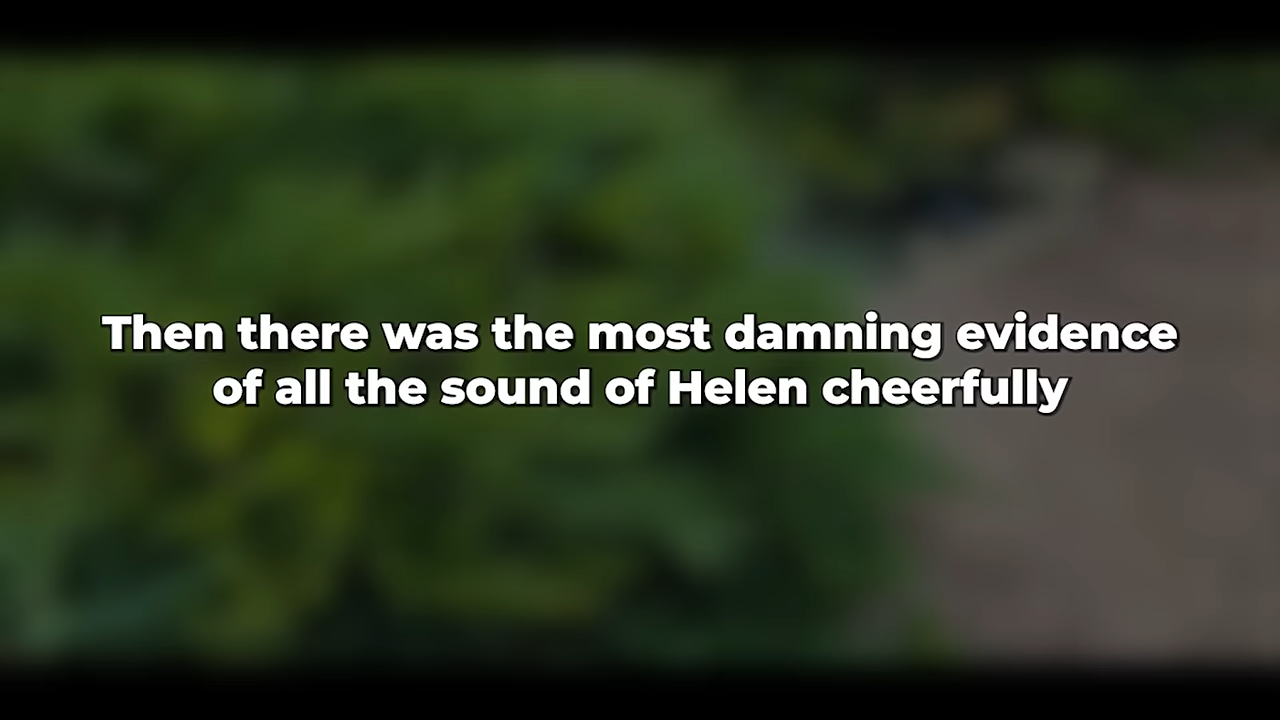 Then there was the most damning evidence
of all the sound of Helen cheerfully